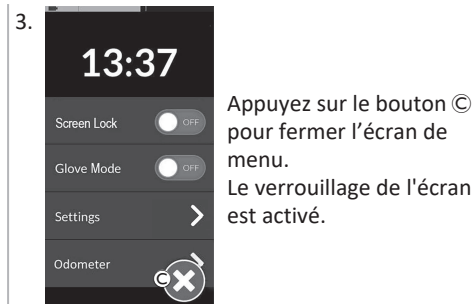 3.
13:37
Screen Lock OFF
Glove Mode OFF
Settings
Odometer
©
Appuyez sur le bouton ©
pour fermer l’écran de
menu.
Le verrouillage de l'écran
est activé.